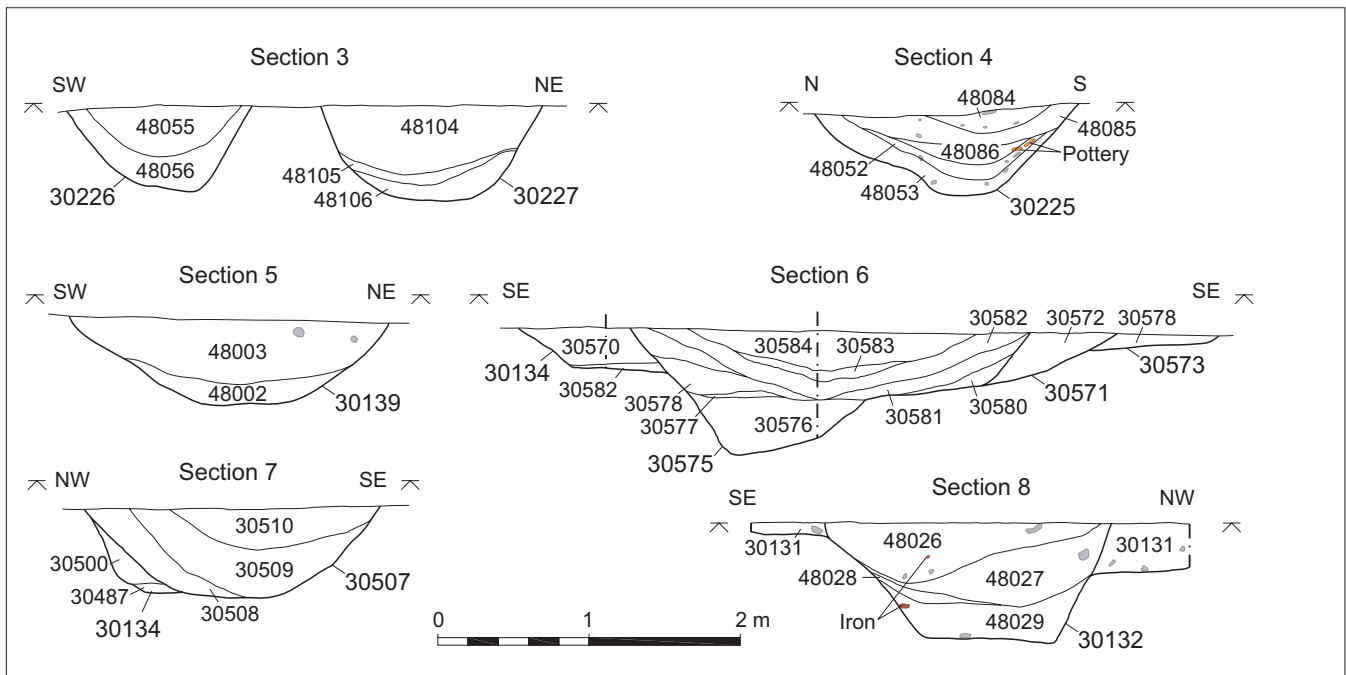 Section 3
SW
NE
48055
48104
48056
48105
48106
30226
30227
Section 4
N
S
48084
48085
48086
Pottery
48052
48053
30225
Section 5
SW
NE
48003
48002
30139
Section 6
SE
SE
30582
30572
30578
30570
30584
30583
30134
30573
30582
30571
30578
30580
30581
30577
30576
30575
Section 7
NW
SE
30510
30500
30509
30507
30487
30508
30134
Section 8
SE
NW
30131
48026
30131
48028
48027
48029
Iron
30132
0
1
2 m